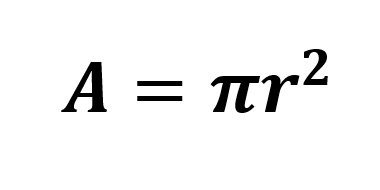 A = πr²